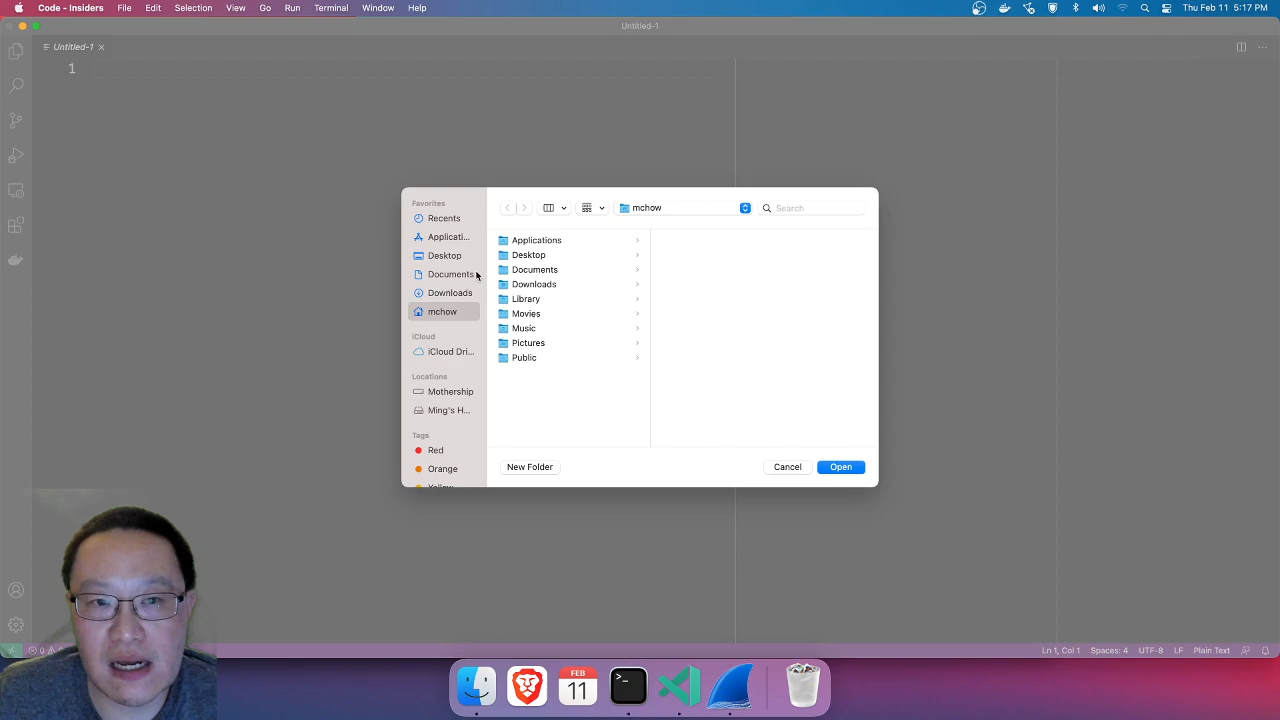 Code - Insiders File Edit Selection View Go Run Terminal Window Help Thu Feb 11 5:17 PM
Untitled-1
Untitled-1
1
Favorites
Recents
Applicati...
Desktop
Documents
Downloads
mchow
iCloud
iCloud Dri...
Locations
Mothership
Ming's H...
Tags
Red
Orange
Yellow
mchow
Search
Applications
Desktop
Documents
Downloads
Library
Movies
Music
Pictures
Public
New Folder
Cancel
Open
0
Ln 1, Col 1 Spaces: 4 UTF-8 LF Plain Text
FEB
11
>_